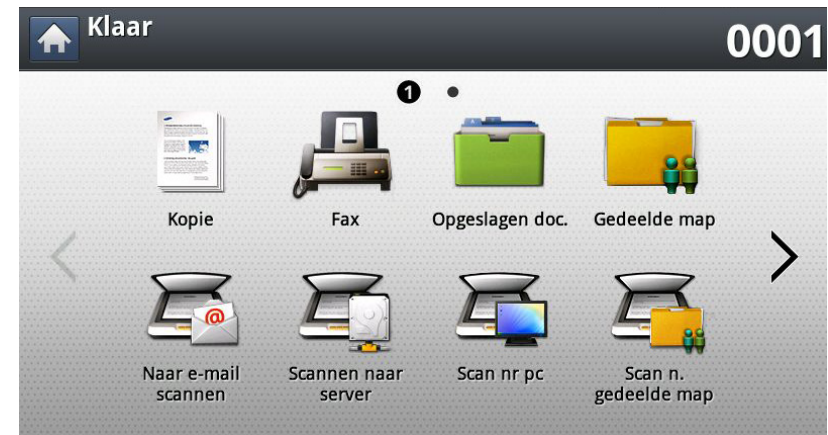 Klaar
0001
1
Kopie
Fax
Opgeslagen doc.
Gedeelde map
Naar e-mail
scannen
Scannen naar
server
Scan nr pc
Scan n.
gedeelde map